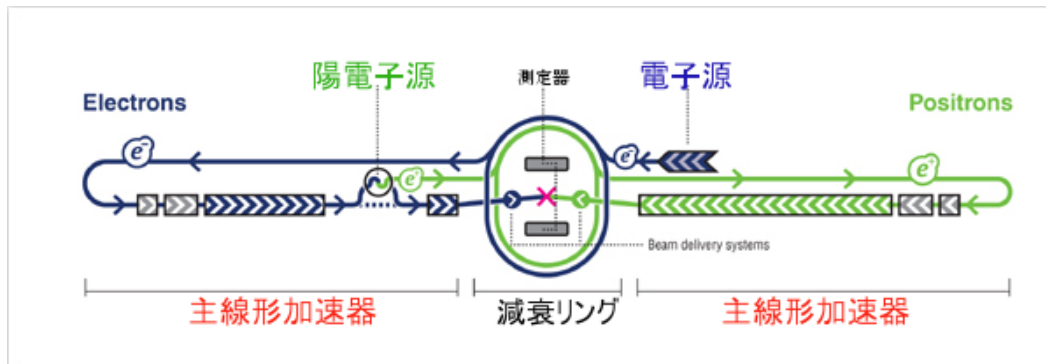 陽電子源
測定器
電子源
Electrons
Positrons
e⁻
e⁻
e⁺
e⁺
Beam delivery systems
主線形加速器
減衰リング
主線形加速器